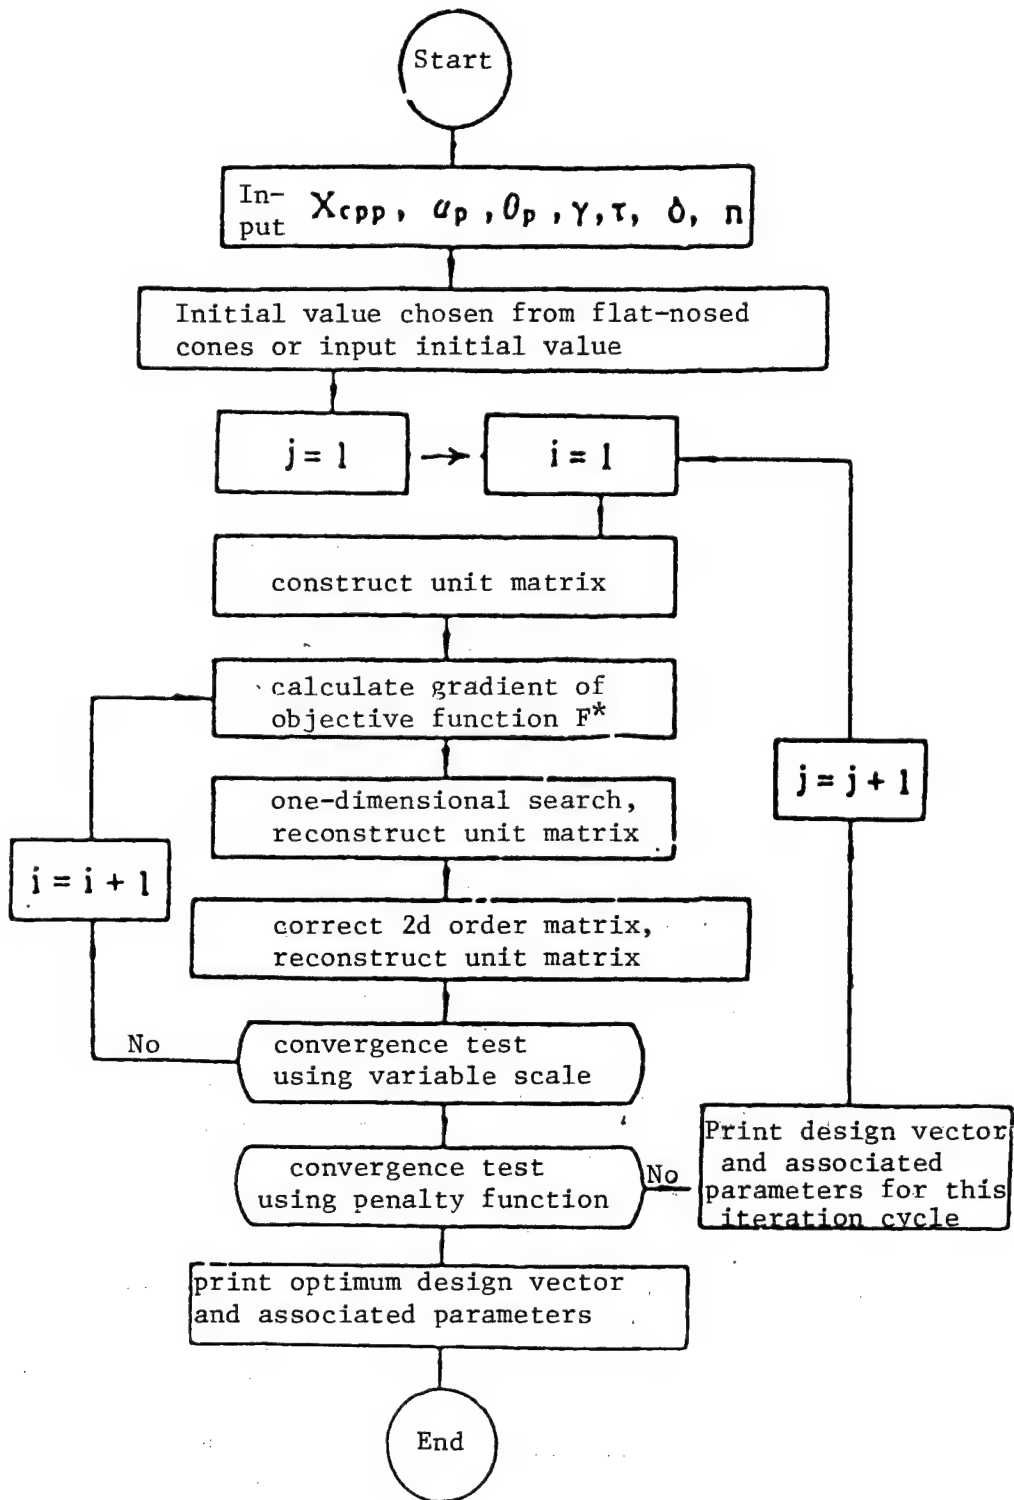 Start
In-
put X_cpp, α_p, θ_p, γ, τ, δ, n
Initial value chosen from flat-nosed
cones or input initial value
j = 1
i = 1
construct unit matrix
calculate gradient of
objective function F*
j = j + 1
one-dimensional search,
reconstruct unit matrix
i = i + 1
correct 2d order matrix,
reconstruct unit matrix
No
convergence test
using variable scale
convergence test
using penalty function
No
Print design vector
and associated
parameters for this
iteration cycle
print optimum design vector
and associated parameters
End